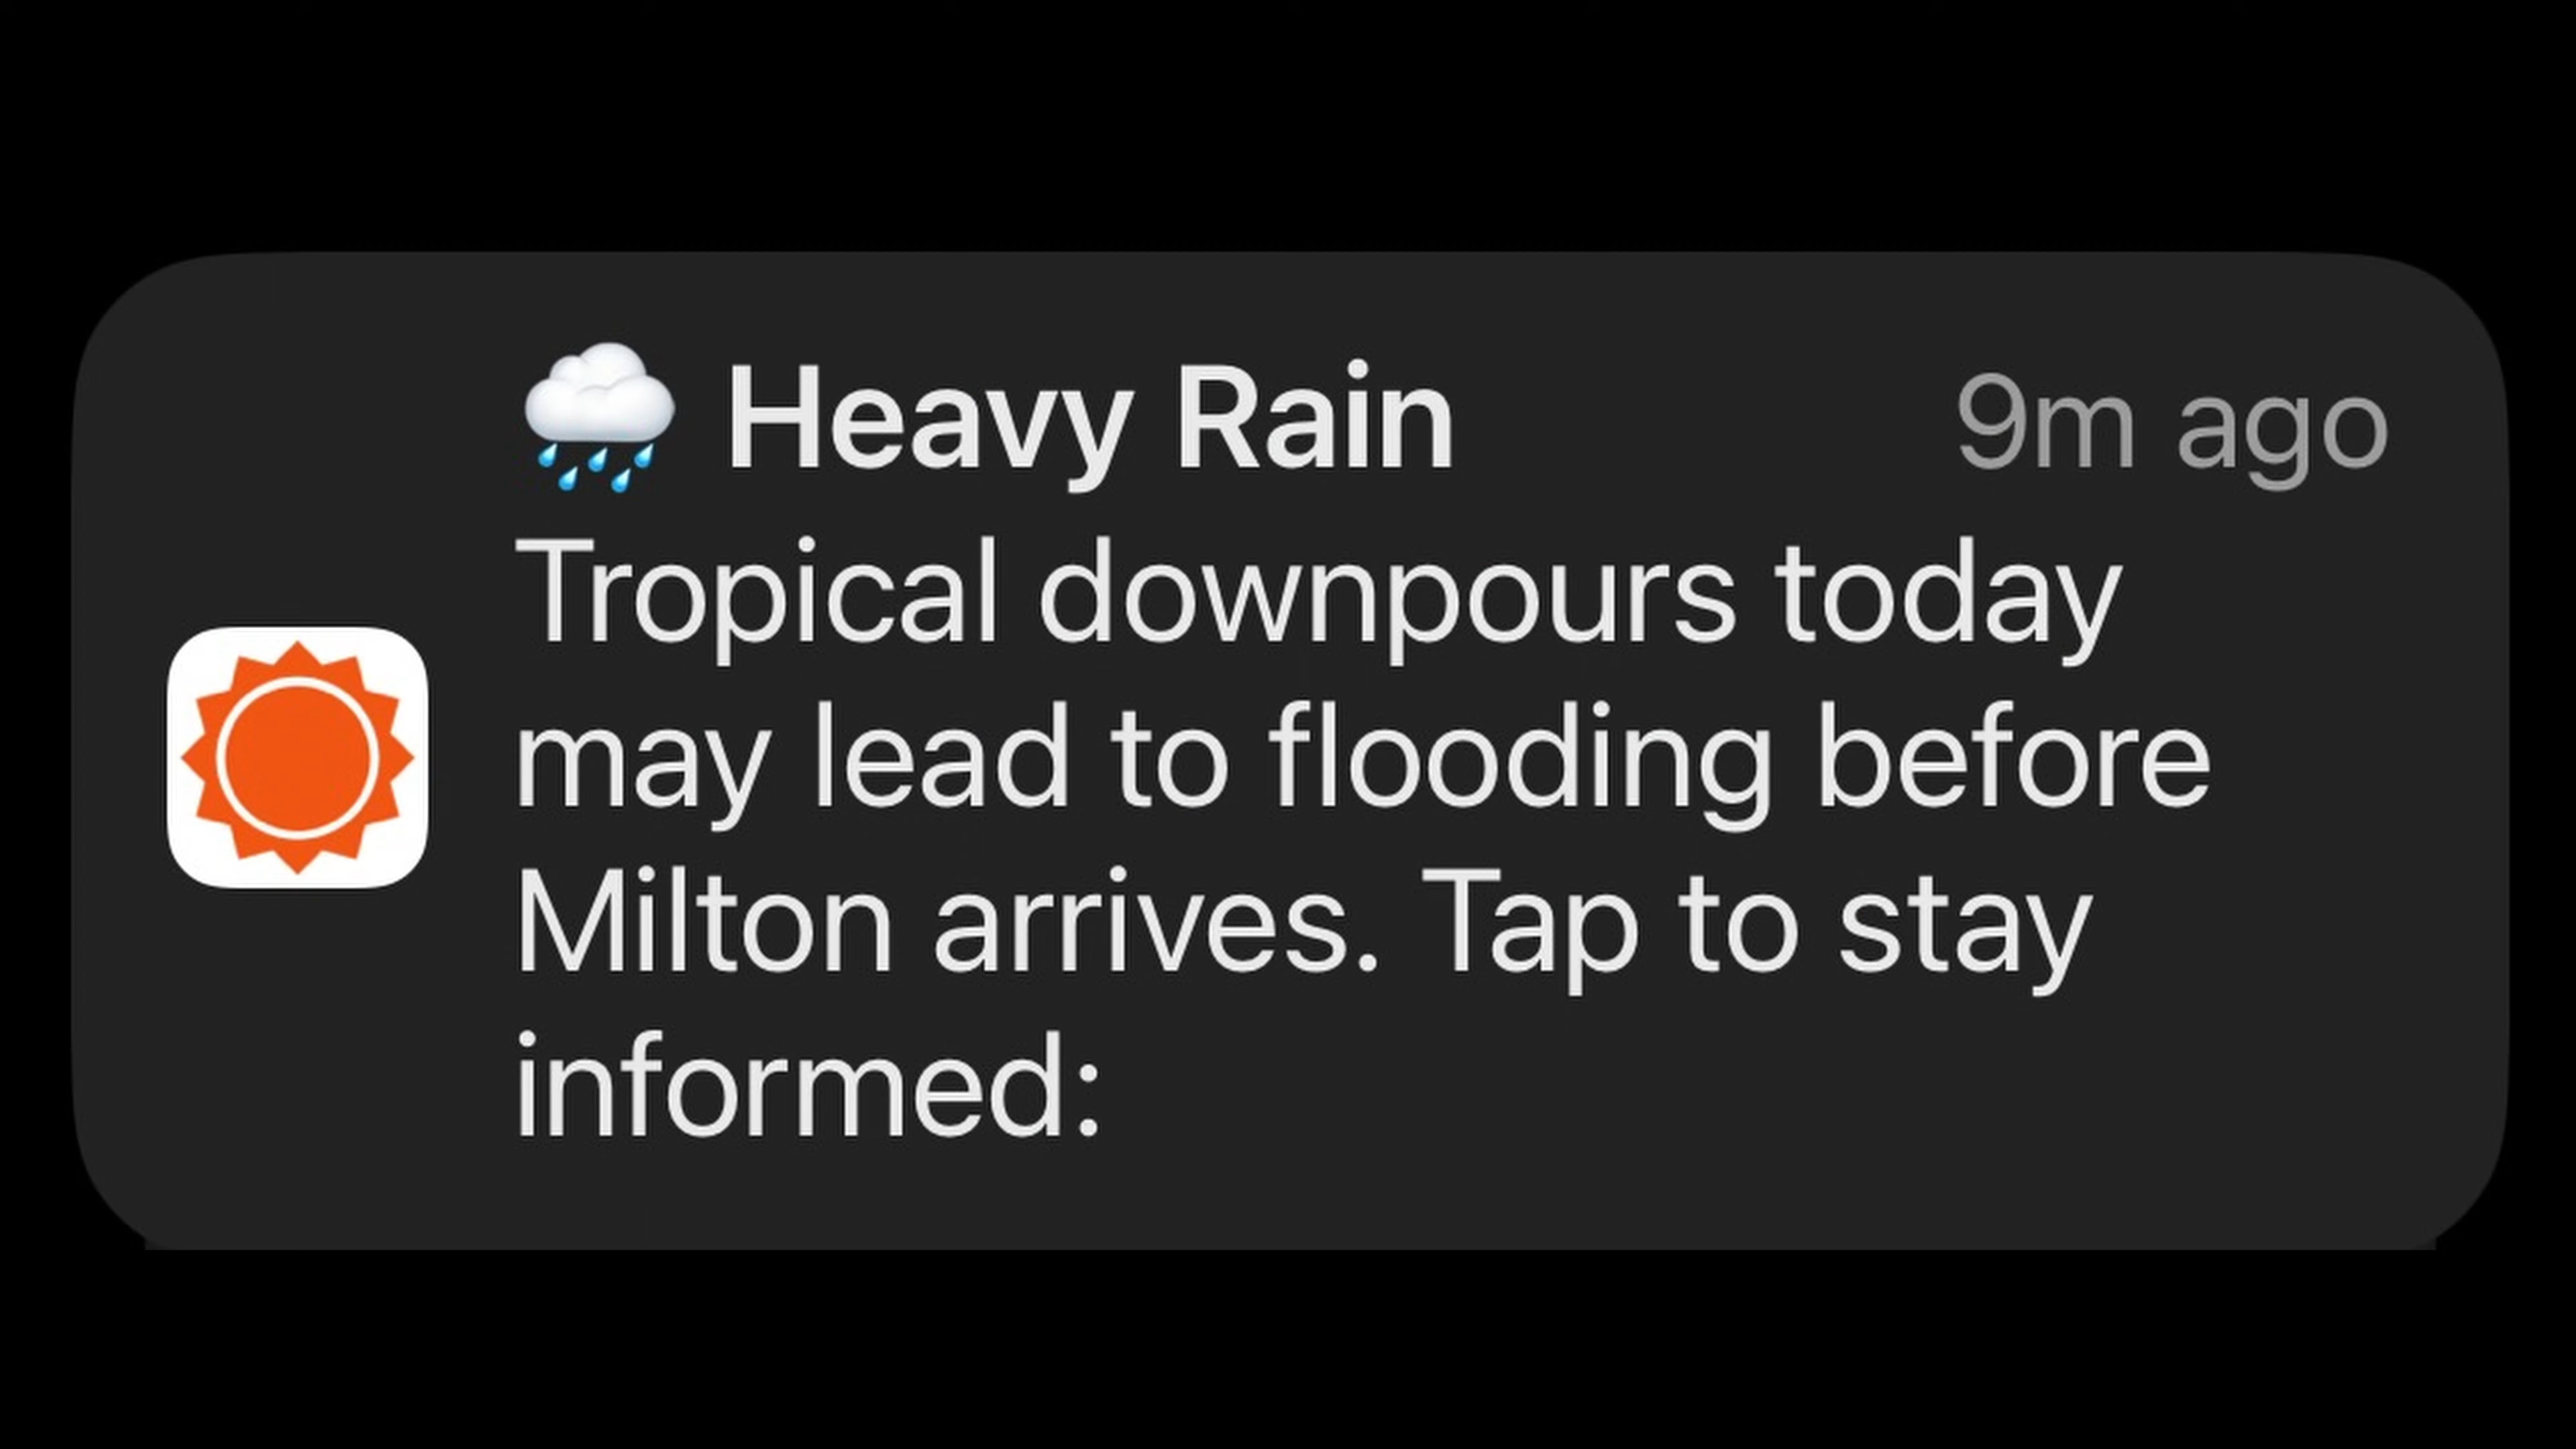 🌧️ Heavy Rain 9m ago
Tropical downpours today
may lead to flooding before
Milton arrives. Tap to stay
informed: